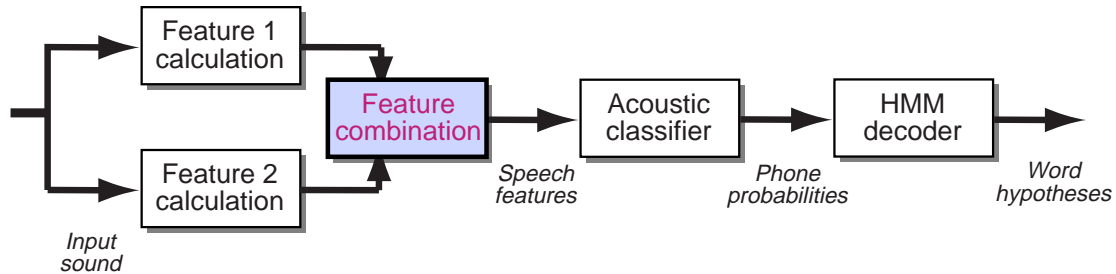 Feature 1
calculation
Feature 2
calculation
Input
sound
Feature
combination
Speech
features
Acoustic
classifier
Phone
probabilities
HMM
decoder
Word
hypotheses